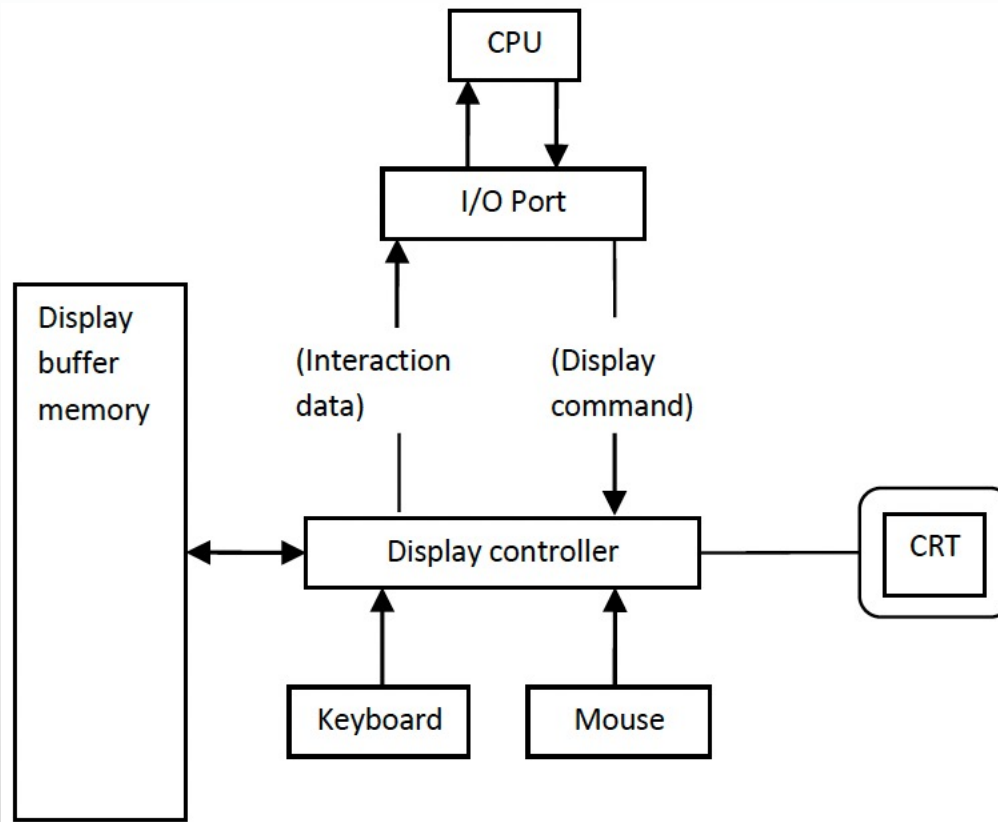 CPU
I/O Port
Display
buffer
memory
(Interaction
data)
(Display
command)
Display controller
CRT
Keyboard
Mouse